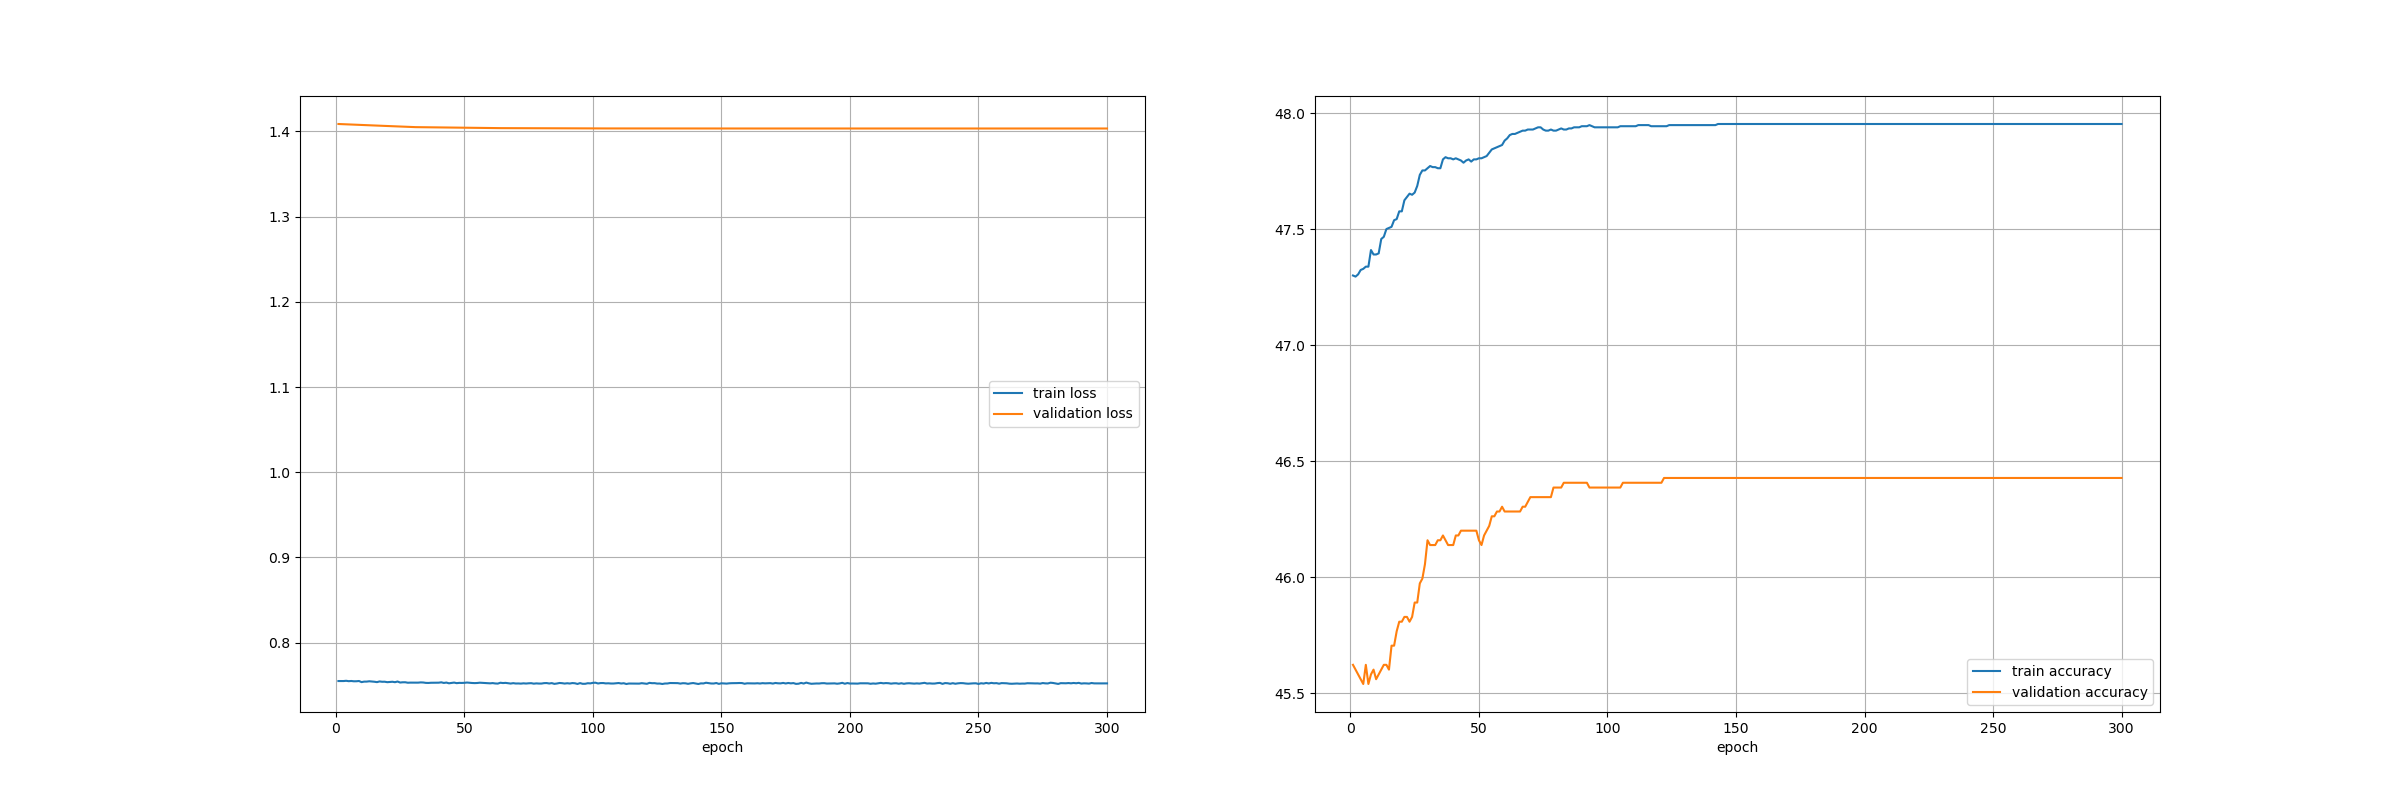 1.4
1.3
1.2
1.1
1.0
0.9
0.8
0 50 100 150 200 250 300
epoch
train loss
validation loss
48.0
47.5
47.0
46.5
46.0
45.5
0 50 100 150 200 250 300
epoch
train accuracy
validation accuracy